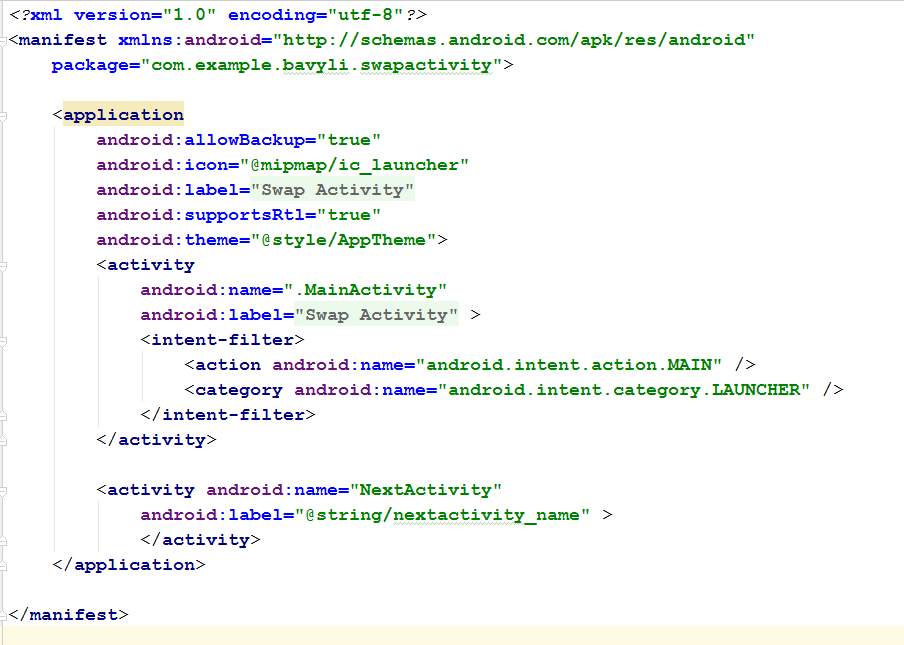 <?xml version="1.0" encoding="utf-8"?>
<manifest xmlns:android="http://schemas.android.com/apk/res/android"
    package="com.example.bavyli.swapactivity">

    <application
        android:allowBackup="true"
        android:icon="@mipmap/ic_launcher"
        android:label="Swap Activity"
        android:supportsRtl="true"
        android:theme="@style/AppTheme">
        <activity
            android:name=".MainActivity"
            android:label="Swap Activity" >
            <intent-filter>
                <action android:name="android.intent.action.MAIN" />
                <category android:name="android.intent.category.LAUNCHER" />
            </intent-filter>
        </activity>

        <activity android:name="NextActivity"
            android:label="@string/nextactivity_name" >
            </activity>
    </application>

</manifest>